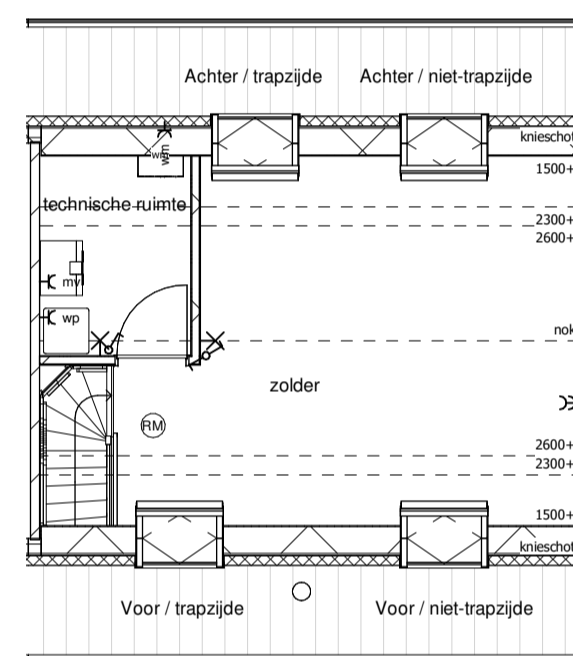 Achter / trapzijde Achter / niet-trapzijde
knieschot
wm
1500+
technische ruimte
2300+
2600+
mv
wp
nok
zolder
RM
2600+
2300+
1500+
knieschot
Voor / trapzijde Voor / niet-trapzijde